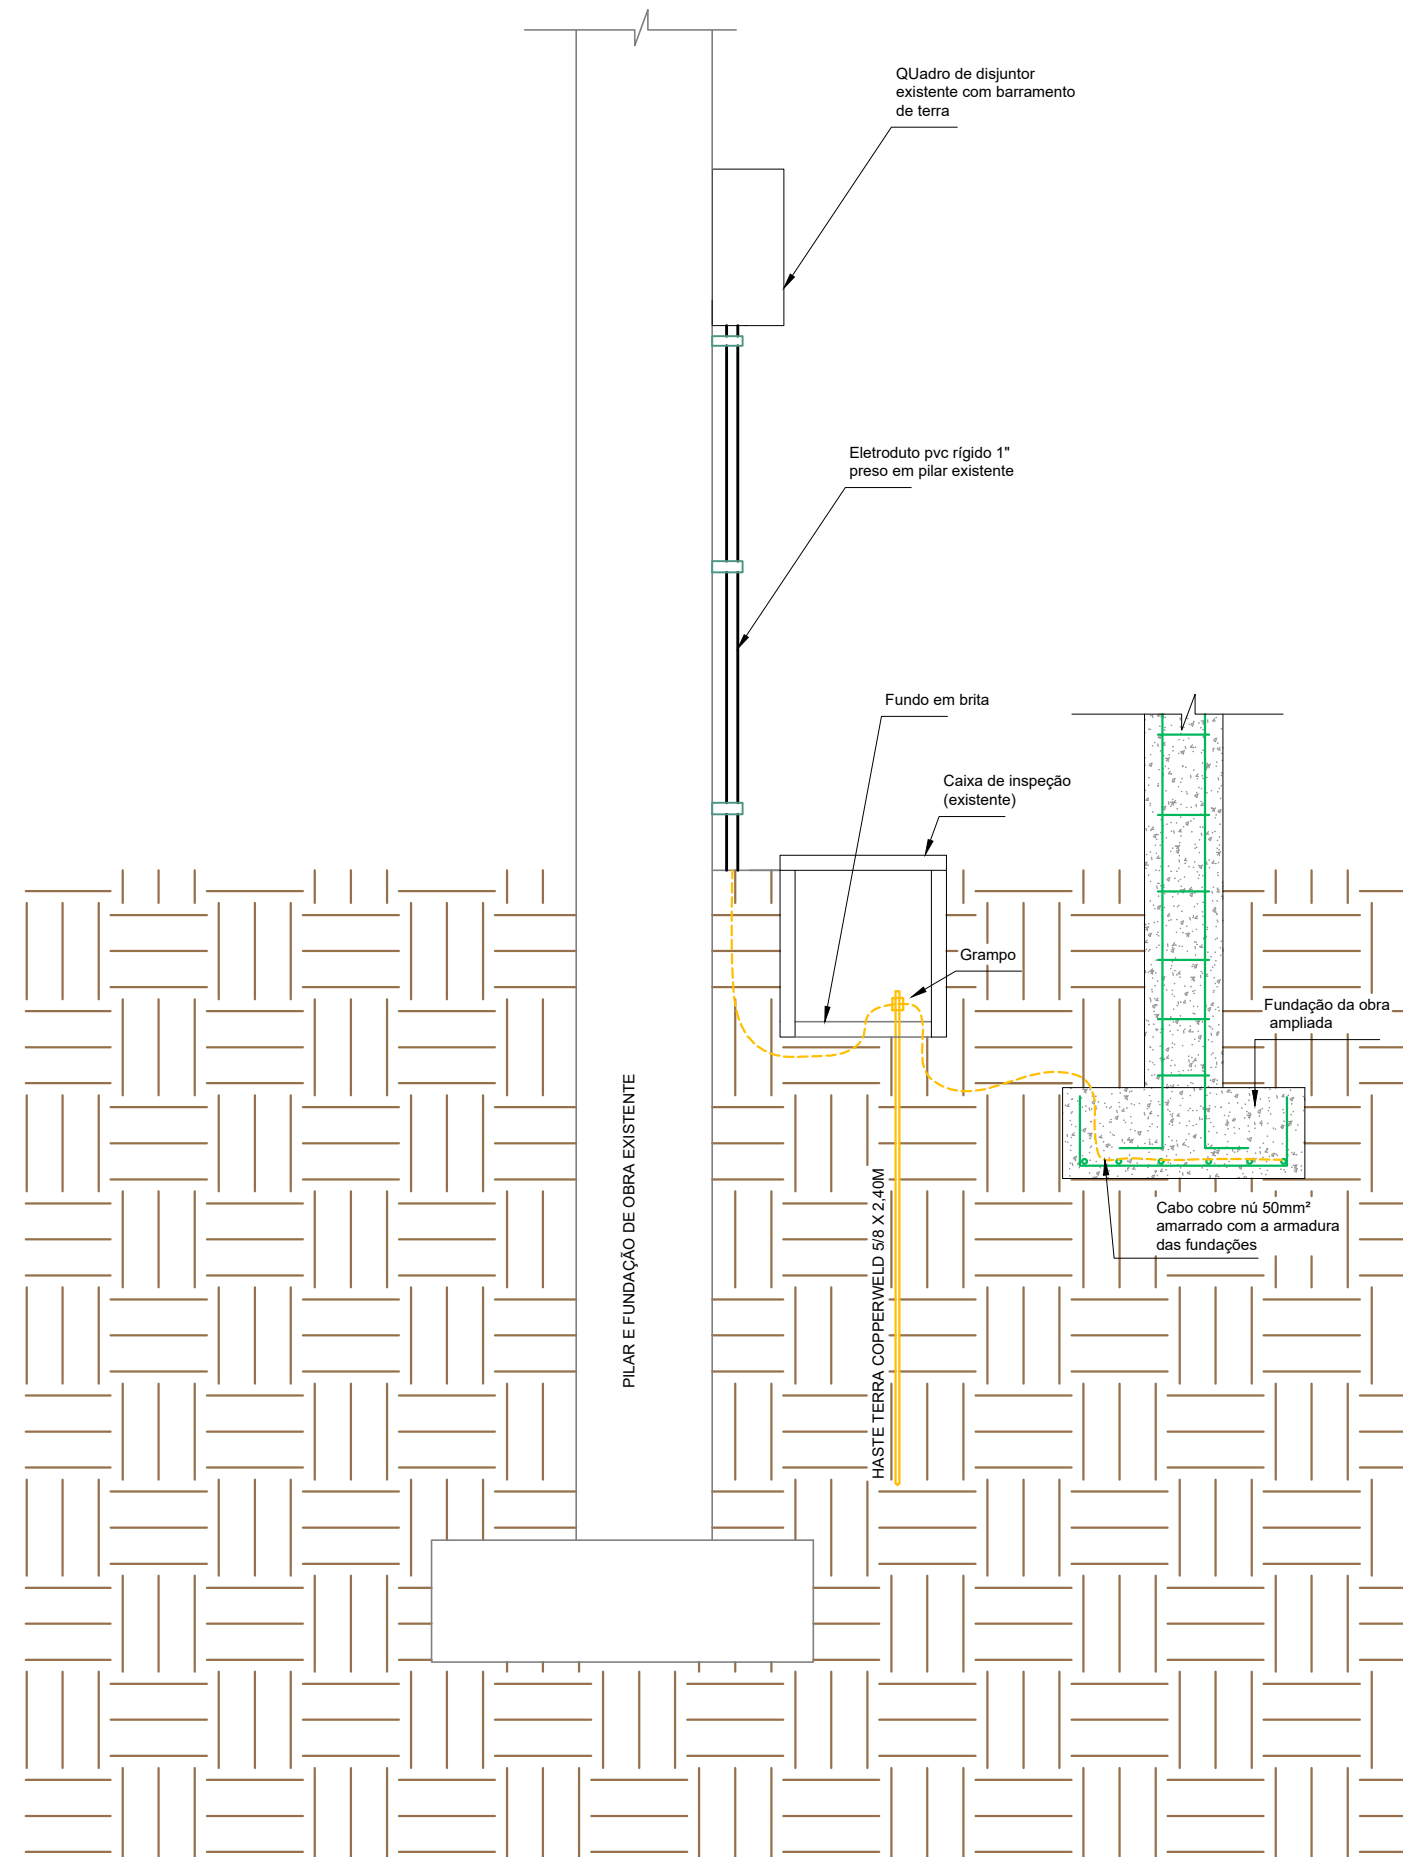 QUadro de disjuntor
existente com barramento
de terra
Eletroduto pvc rígido 1"
preso em pilar existente
Fundo em brita
Caixa de inspeção
(existente)
Grampo
Fundação da obra
ampliada
Cabo cobre nú 50mm²
amarrado com a armadura
das fundações
PILAR E FUNDAÇÃO DE OBRA EXISTENTE
HASTE TERRA COPPERWELD 5/8 X 2,40M